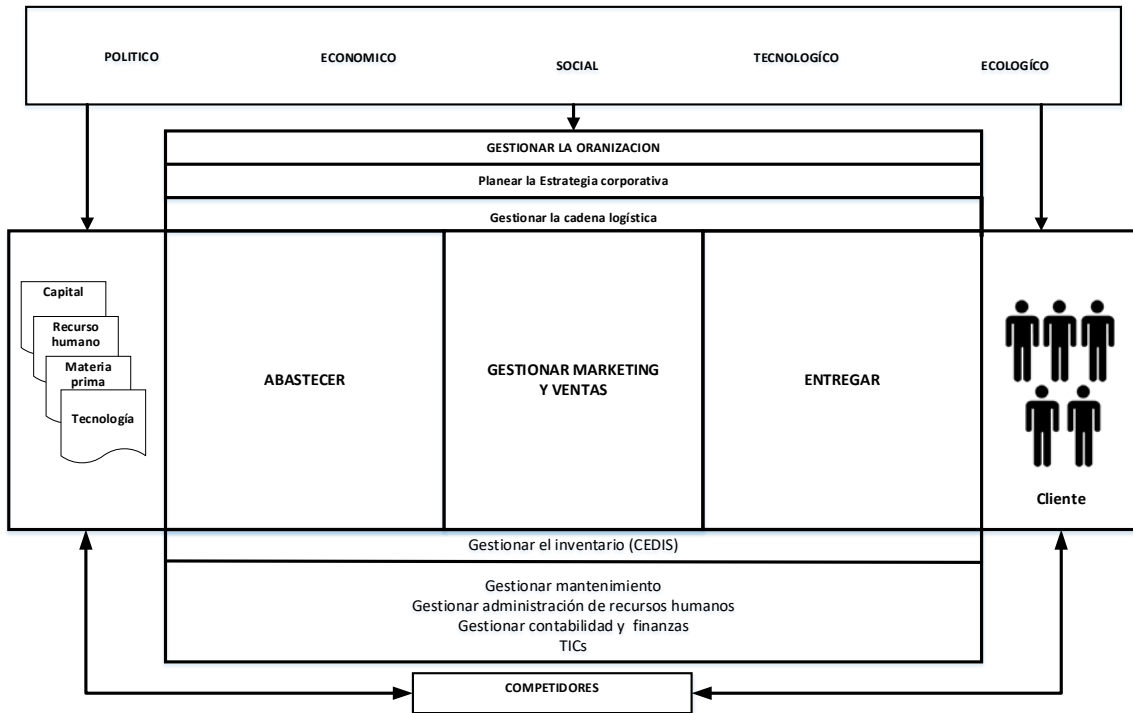 POLITICO
ECONOMICO
SOCIAL
TECNOLOGÍCO
ECOLOGÍCO
GESTIONAR LA ORANIZACION
Planear la Estrategia corporativa
Gestionar la cadena logística
Capital
Recurso
humano
Materia
prima
Tecnología
ABASTECER
GESTIONAR MARKETING
Y VENTAS
ENTREGAR
Cliente
Gestionar el inventario (CEDIS)
Gestionar mantenimiento
Gestionar administración de recursos humanos
Gestionar contabilidad y finanzas
TICs
COMPETIDORES